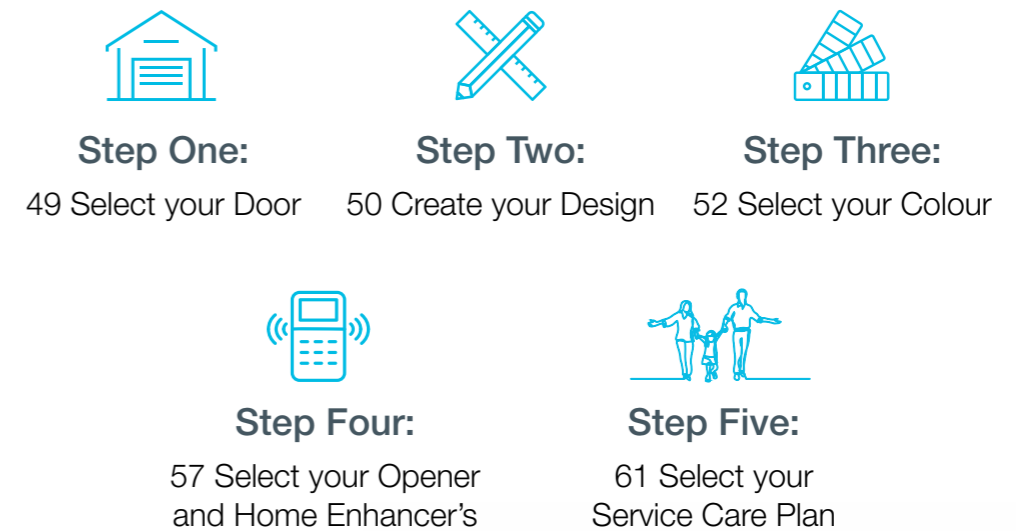 Step One:
49 Select your Door
Step Two:
50 Create your Design
Step Three:
52 Select your Colour
Step Four:
57 Select your Opener
and Home Enhancer’s
Step Five:
61 Select your
Service Care Plan